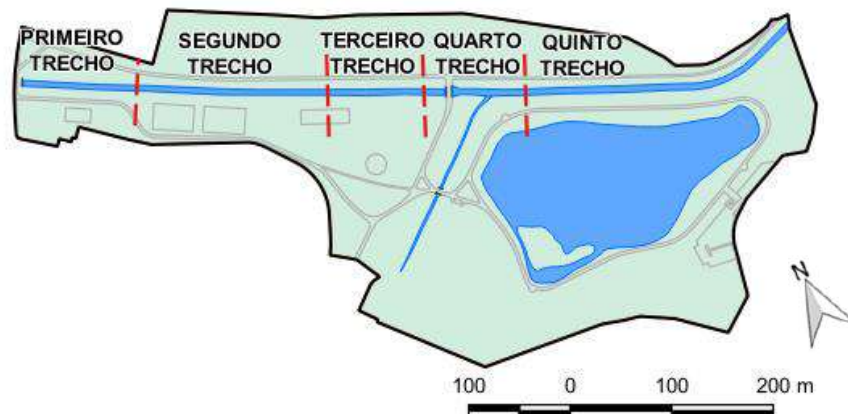 PRIMEIRO
TRECHO
SEGUNDO
TRECHO
TERCEIRO
TRECHO
QUARTO
TRECHO
QUINTO
TRECHO
N
100 0 100 200 m